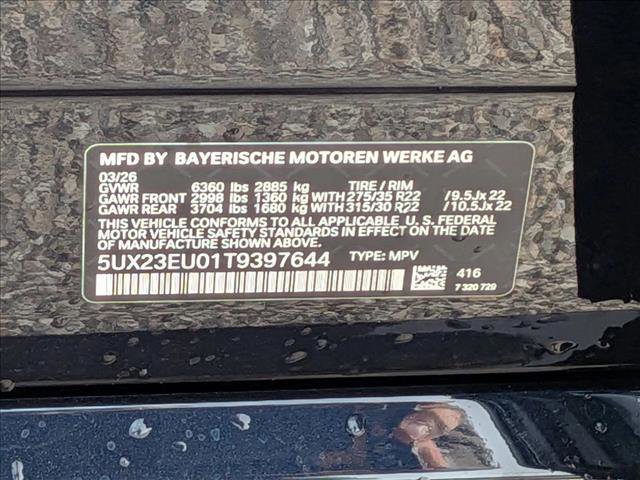 MFD BY BAYERISCHE MOTOREN WERKE AG
03/26
GVWR 6360 lbs 2885 kg TIRE / RIM
GAWR FRONT 2998 lbs 1360 kg WITH 275/35 R22 /9.5Jx 22
GAWR REAR 3704 lbs 1680 kg WITH 315/30 R22 /10.5Jx 22
THIS VEHICLE CONFORMS TO ALL APPLICABLE U. S. FEDERAL
MOTOR VEHICLE SAFETY STANDARDS IN EFFECT ON THE DATE
OF MANUFACTURE SHOWN ABOVE.
5UX23EU01T9397644 TYPE: MPV
416
7 320 729